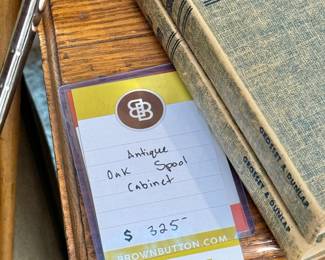 BB
Antique
Oak Spool
Cabinet
$ 325-
BROWNBUTTON.COM
GROSSET & DUNLAP
GROSSET & DUNLAP